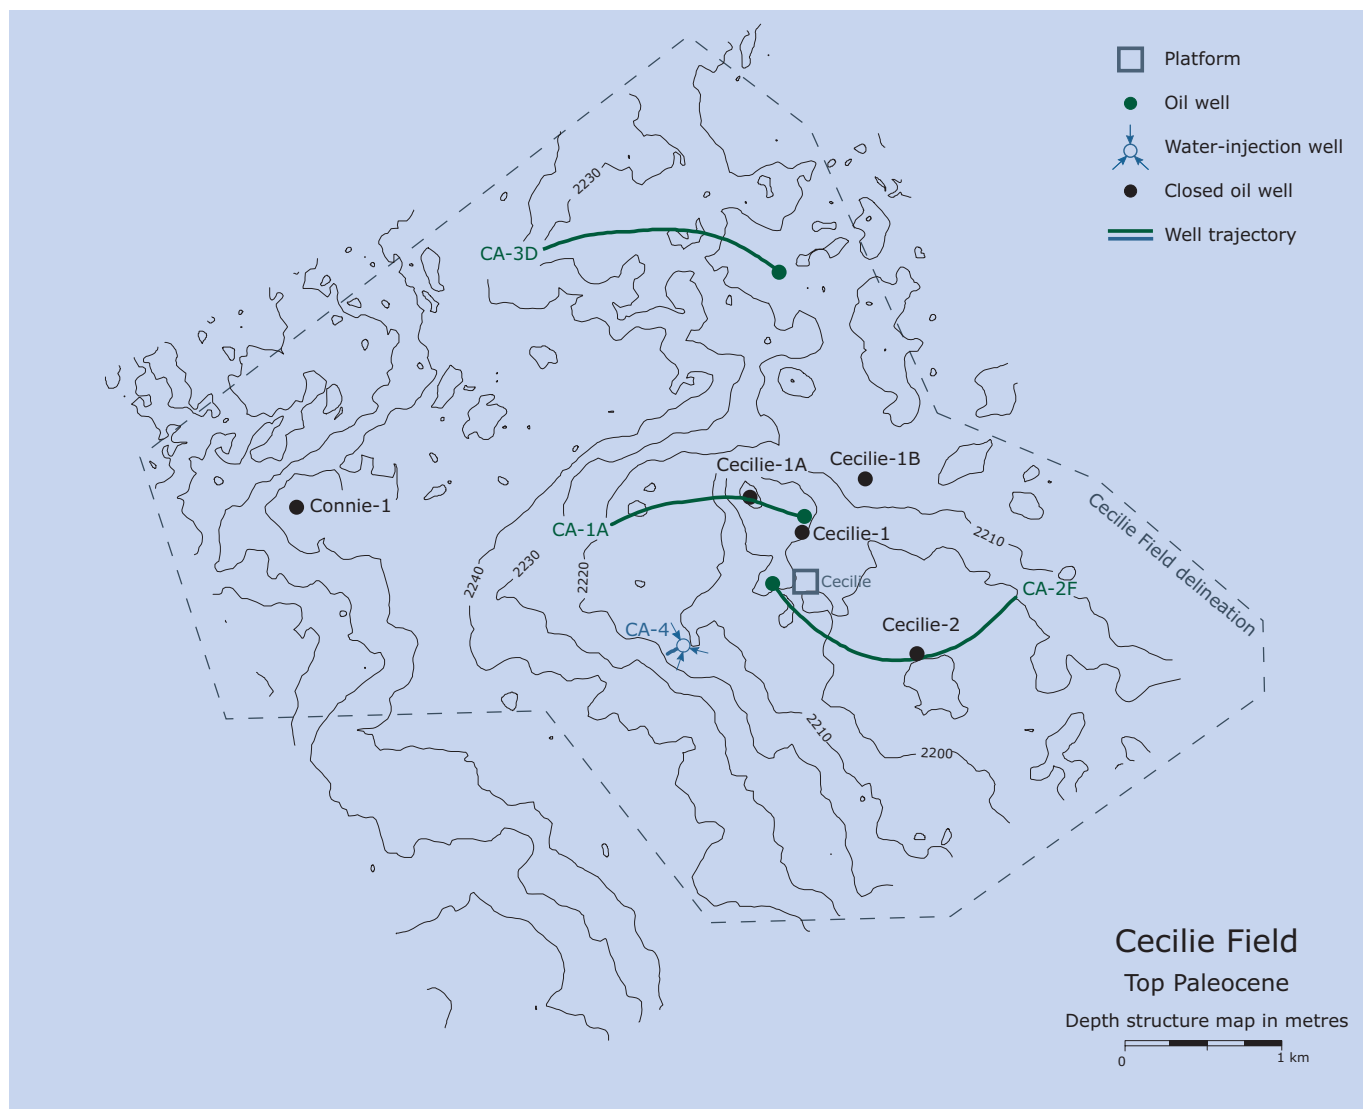 Platform
Oil well
Water-injection well
Closed oil well
Well trajectory
2230
CA-3D
Cecilie-1B
Cecilie-1A
Connie-1
CA-1A
Cecilie-1
2210
Cecilie Field delineation
2240
2230
2220
Cecilie
CA-2F
CA-4
Cecilie-2
2210
2200
Cecilie Field
Top Paleocene
Depth structure map in metres
0
1 km